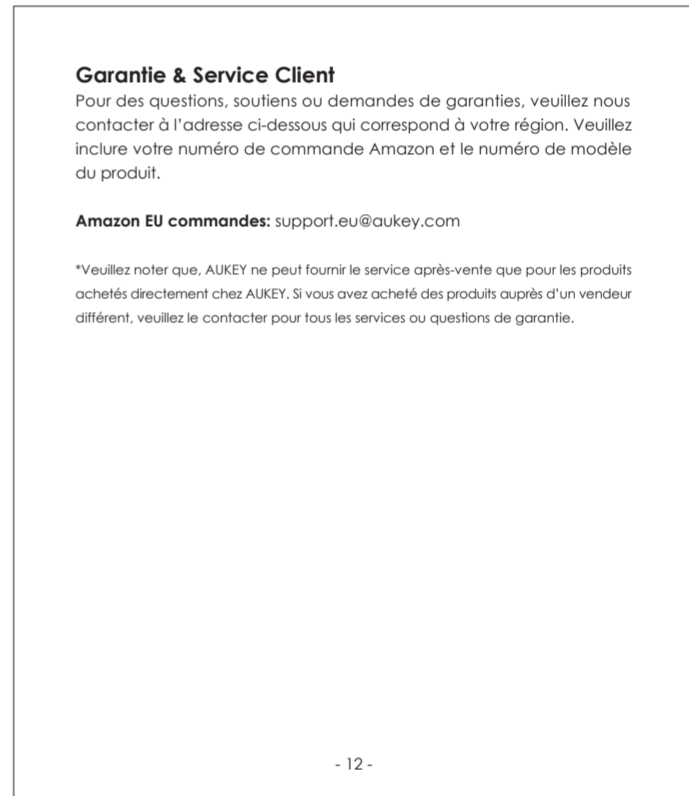 Garantie & Service Client
Pour des questions, soutiens ou demandes de garanties, veuillez nous
contacter à l'adresse ci-dessous qui correspond à votre région. Veuillez
inclure votre numéro de commande Amazon et le numéro de modèle
du produit.
Amazon EU commandes: support.eu@aukey.com
*Veuillez noter que, AUKEY ne peut fournir le service après-vente que pour les produits
achetés directement chez AUKEY. Si vous avez acheté des produits auprès d'un vendeur
différent, veuillez le contacter pour tous les services ou questions de garantie.
- 12 -